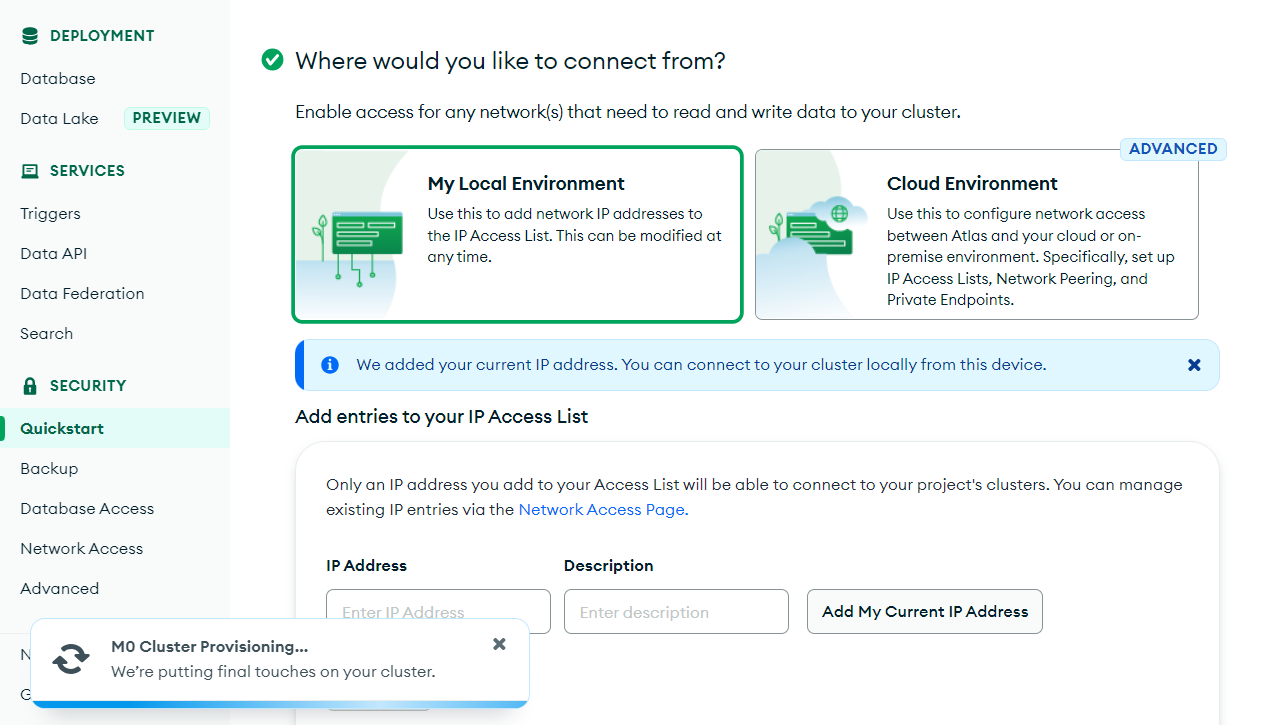 DEPLOYMENT
Database
Data Lake PREVIEW
SERVICES
Triggers
Data API
Data Federation
Search
SECURITY
Quickstart
Backup
Database Access
Network Access
Advanced
N
G
Where would you like to connect from?
Enable access for any network(s) that need to read and write data to your cluster.
My Local Environment
Use this to add network IP addresses to
the IP Access List. This can be modified at
any time.
ADVANCED
Cloud Environment
Use this to configure network access
between Atlas and your cloud or on-
premise environment. Specifically, set up
IP Access Lists, Network Peering, and
Private Endpoints.
We added your current IP address. You can connect to your cluster locally from this device.
Add entries to your IP Access List
Only an IP address you add to your Access List will be able to connect to your project's clusters. You can manage
existing IP entries via the Network Access Page.
IP Address Description
Enter IP Address Enter description Add My Current IP Address
M0 Cluster Provisioning...
We’re putting final touches on your cluster.